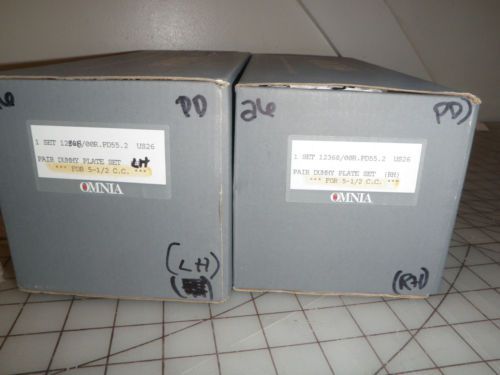 6 PD
1 SET 12368/00R.PD55.2 US26
PAIR DUMMY PLATE SET LH
*** FOR 5-1/2 C.C. ***
OMNIA
(LH)
26 PD)
1 SET 12368/00R.PD55.2 US26
PAIR DUMMY PLATE SET (RH)
*** FOR 5-1/2 C.C. ***
OMNIA
(RH)